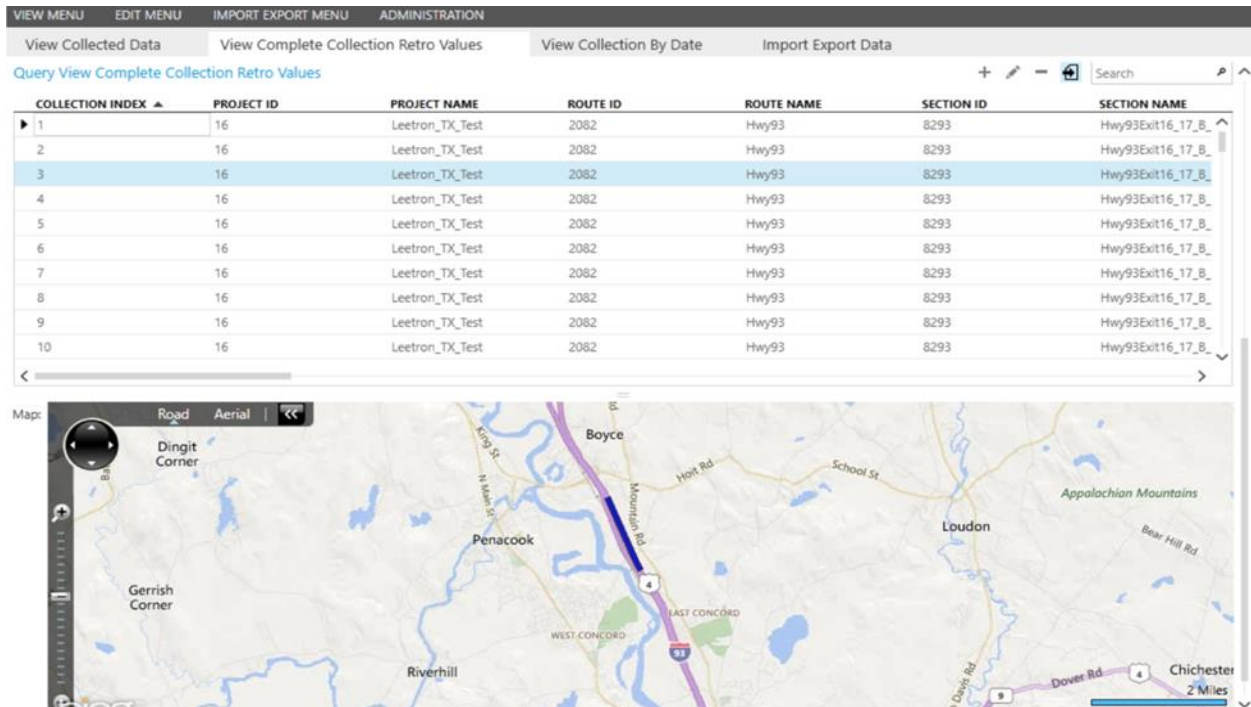 VIEW MENU EDIT MENU IMPORT EXPORT MENU ADMINISTRATION
View Collected Data View Complete Collection Retro Values View Collection By Date Import Export Data
Query View Complete Collection Retro Values Search
COLLECTION INDEX PROJECT ID PROJECT NAME ROUTE ID ROUTE NAME SECTION ID SECTION NAME
1 16 Leetron_TX_Test 2082 Hwy93 8293 Hwy93Exit16_17_B_
2 16 Leetron_TX_Test 2082 Hwy93 8293 Hwy93Exit16_17_B_
3 16 Leetron_TX_Test 2082 Hwy93 8293 Hwy93Exit16_17_B_
4 16 Leetron_TX_Test 2082 Hwy93 8293 Hwy93Exit16_17_B_
5 16 Leetron_TX_Test 2082 Hwy93 8293 Hwy93Exit16_17_B_
6 16 Leetron_TX_Test 2082 Hwy93 8293 Hwy93Exit16_17_B_
7 16 Leetron_TX_Test 2082 Hwy93 8293 Hwy93Exit16_17_B_
8 16 Leetron_TX_Test 2082 Hwy93 8293 Hwy93Exit16_17_B_
9 16 Leetron_TX_Test 2082 Hwy93 8293 Hwy93Exit16_17_B_
10 16 Leetron_TX_Test 2082 Hwy93 8293 Hwy93Exit16_17_B_
Map: Road Aerial
Dingit
Corner
King St
Boyce
Hoit Rd
School St
N Main St
Mountain Rd
Appalachian Mountains
Loudon
Bear Hill Rd
Penacook
4
Gerrish
Corner
EAST CONCORD
WEST CONCORD
93
Riverhill
Davis Rd
Dover Rd
4
Chichester
9
2 Miles